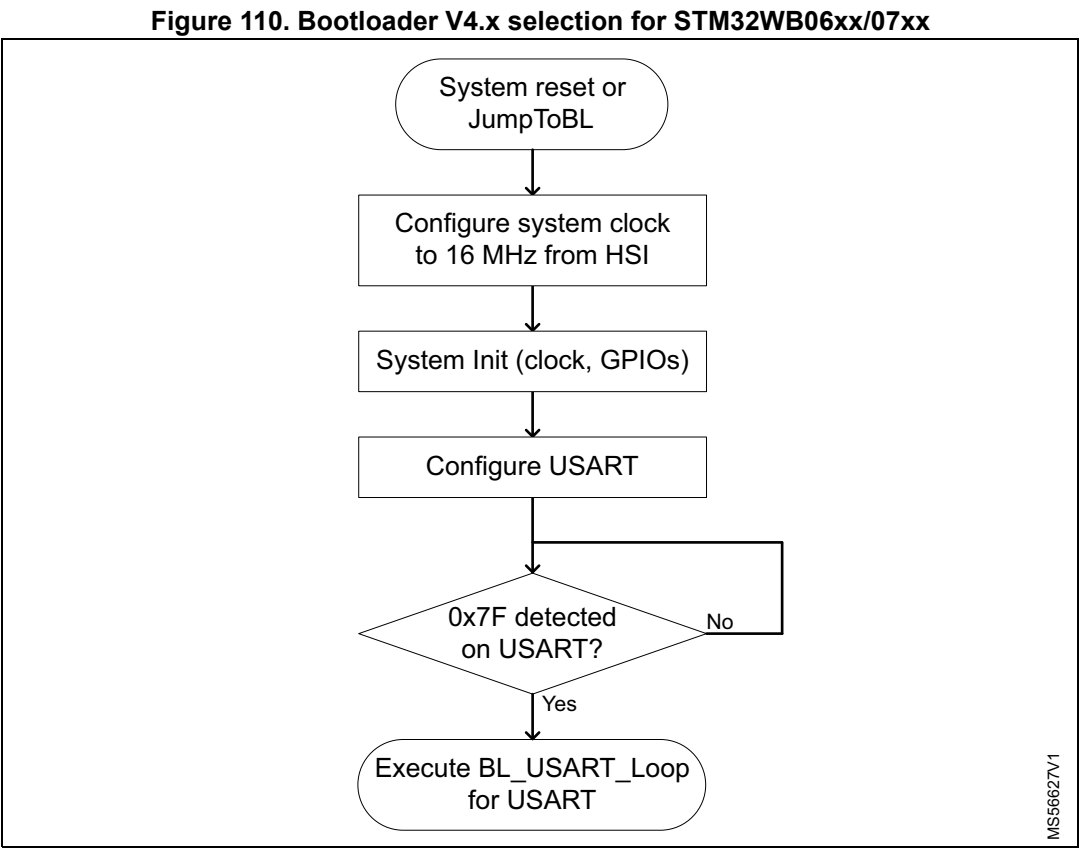 Figure 110. Bootloader V4.x selection for STM32WB06xx/07xx
System reset or
JumpToBL
Configure system clock
to 16 MHz from HSI
System Init (clock, GPIOs)
Configure USART
0x7F detected
on USART?
No
Yes
Execute BL_USART_Loop
for USART
MS56627V1